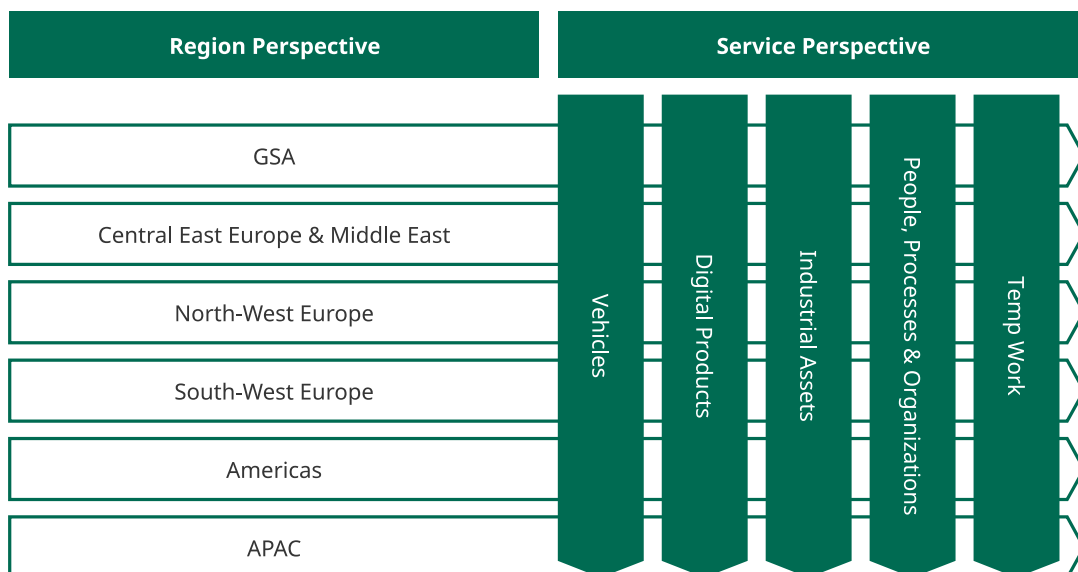 Region Perspective
Service Perspective
GSA
Central East Europe & Middle East
North-West Europe
South-West Europe
Americas
APAC
Vehicles
Digital Products
Industrial Assets
People, Processes & Organizations
Temp Work